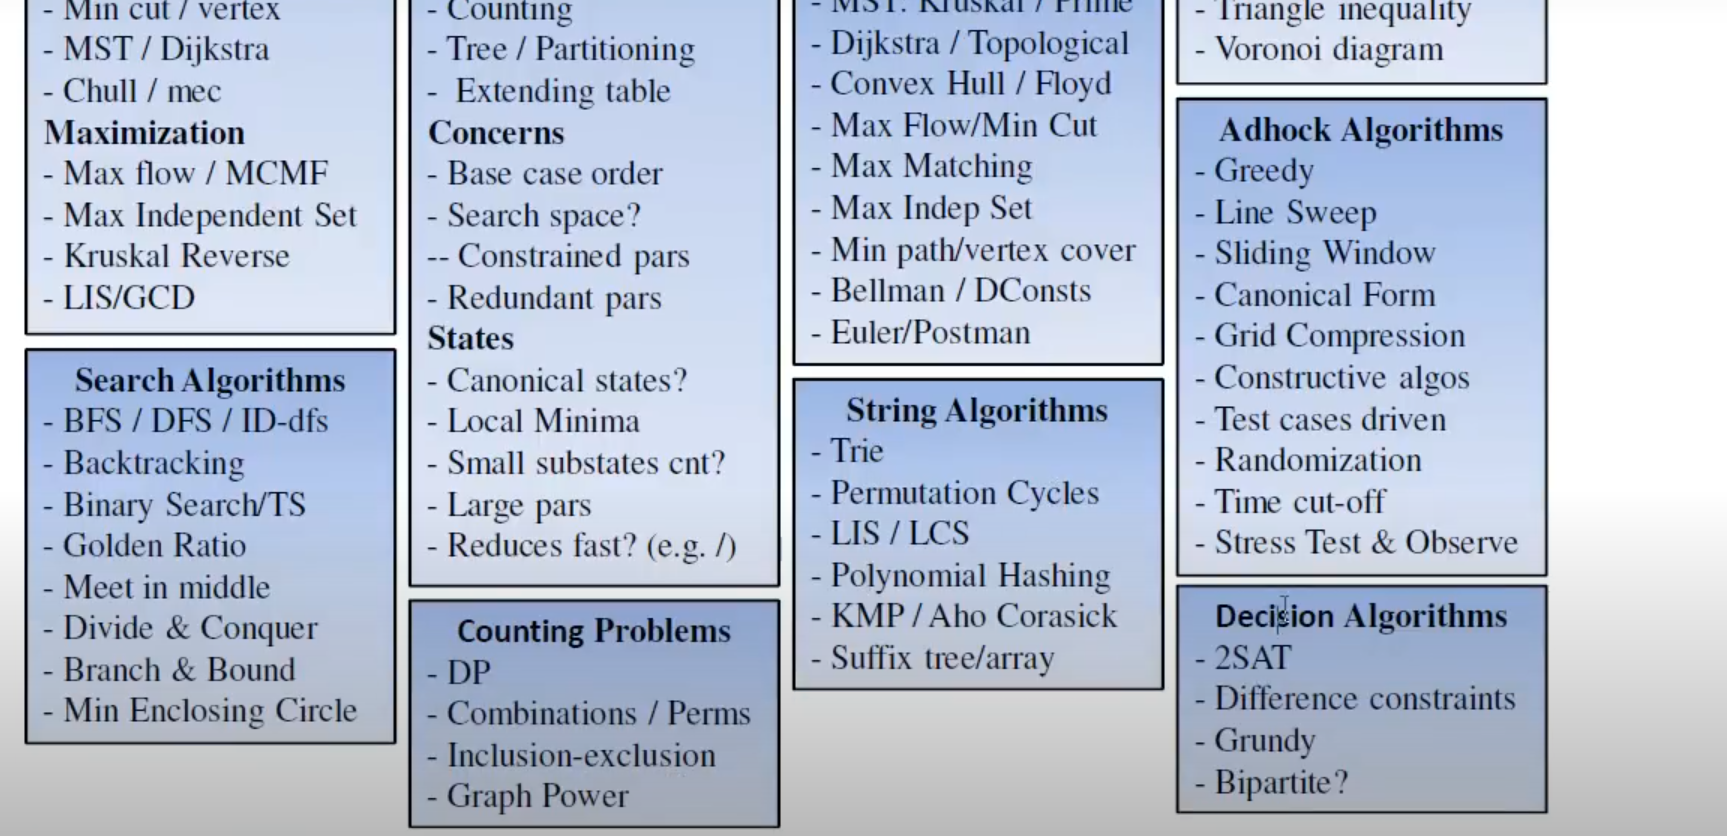 - Min cut / vertex
- MST / Dijkstra
- Chull / mec
Maximization
- Max flow / MCMF
- Max Independent Set
- Kruskal Reverse
- LIS/GCD
Search Algorithms
- BFS / DFS / ID-dfs
- Backtracking
- Binary Search/TS
- Golden Ratio
- Meet in middle
- Divide & Conquer
- Branch & Bound
- Min Enclosing Circle
- Counting
- Tree / Partitioning
- Extending table
Concerns
- Base case order
- Search space?
-- Constrained pars
- Redundant pars
States
- Canonical states?
- Local Minima
- Small substates cnt?
- Large pars
- Reduces fast? (e.g. /)
Counting Problems
- DP
- Combinations / Perms
- Inclusion-exclusion
- Graph Power
- MST: Kruskal / Prime
- Dijkstra / Topological
- Convex Hull / Floyd
- Max Flow/Min Cut
- Max Matching
- Max Indep Set
- Min path/vertex cover
- Bellman / DConsts
- Euler/Postman
String Algorithms
- Trie
- Permutation Cycles
- LIS / LCS
- Polynomial Hashing
- KMP / Aho Corasick
- Suffix tree/array
- Triangle inequality
- Voronoi diagram
Adhock Algorithms
- Greedy
- Line Sweep
- Sliding Window
- Canonical Form
- Grid Compression
- Constructive algos
- Test cases driven
- Randomization
- Time cut-off
- Stress Test & Observe
Decision Algorithms
- 2SAT
- Difference constraints
- Grundy
- Bipartite?